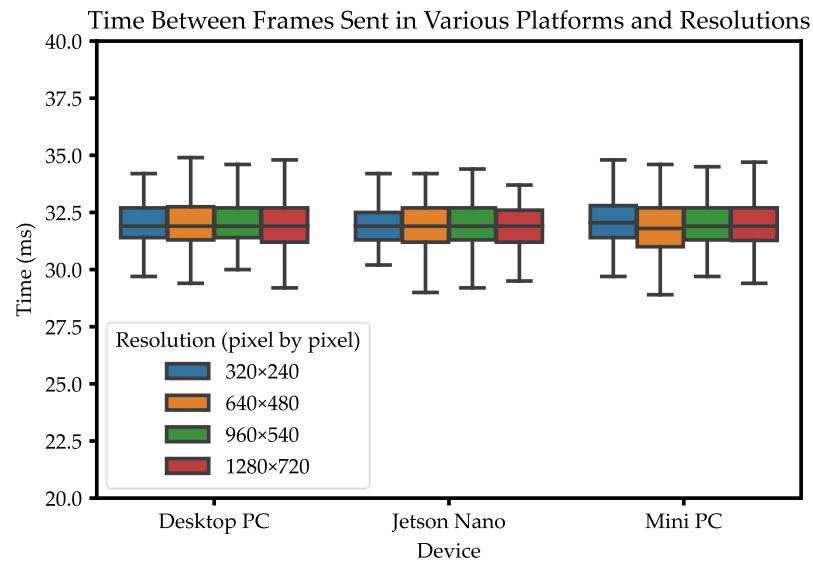 Time Between Frames Sent in Various Platforms and Resolutions
40.0
37.5
35.0
32.5
30.0
27.5
25.0
22.5
20.0
Time (ms)
Resolution (pixel by pixel)
320×240
640×480
960×540
1280×720
Desktop PC
Jetson Nano
Mini PC
Device